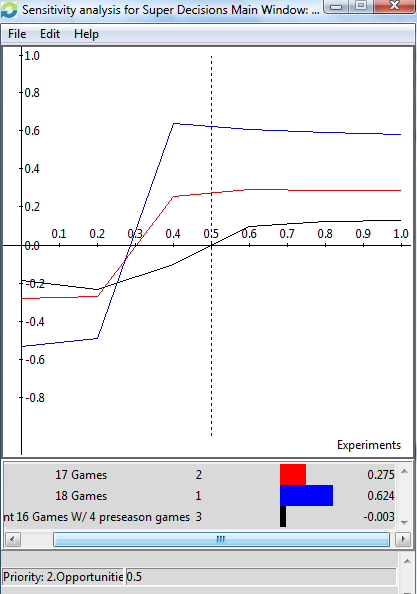 Sensitivity analysis for Super Decisions Main Window: ...
File Edit Help
1.0
0.8
0.6
0.4
0.2
0.0 0.1 0.2 0.3 0.4 0.5 0.6 0.7 0.8 0.9 1.0
-0.2
-0.4
-0.6
-0.8
Experiments
17 Games 2 0.275
18 Games 1 0.624
nt 16 Games W/ 4 preseason games 3 -0.003
Priority: 2.Opportunitie 0.5